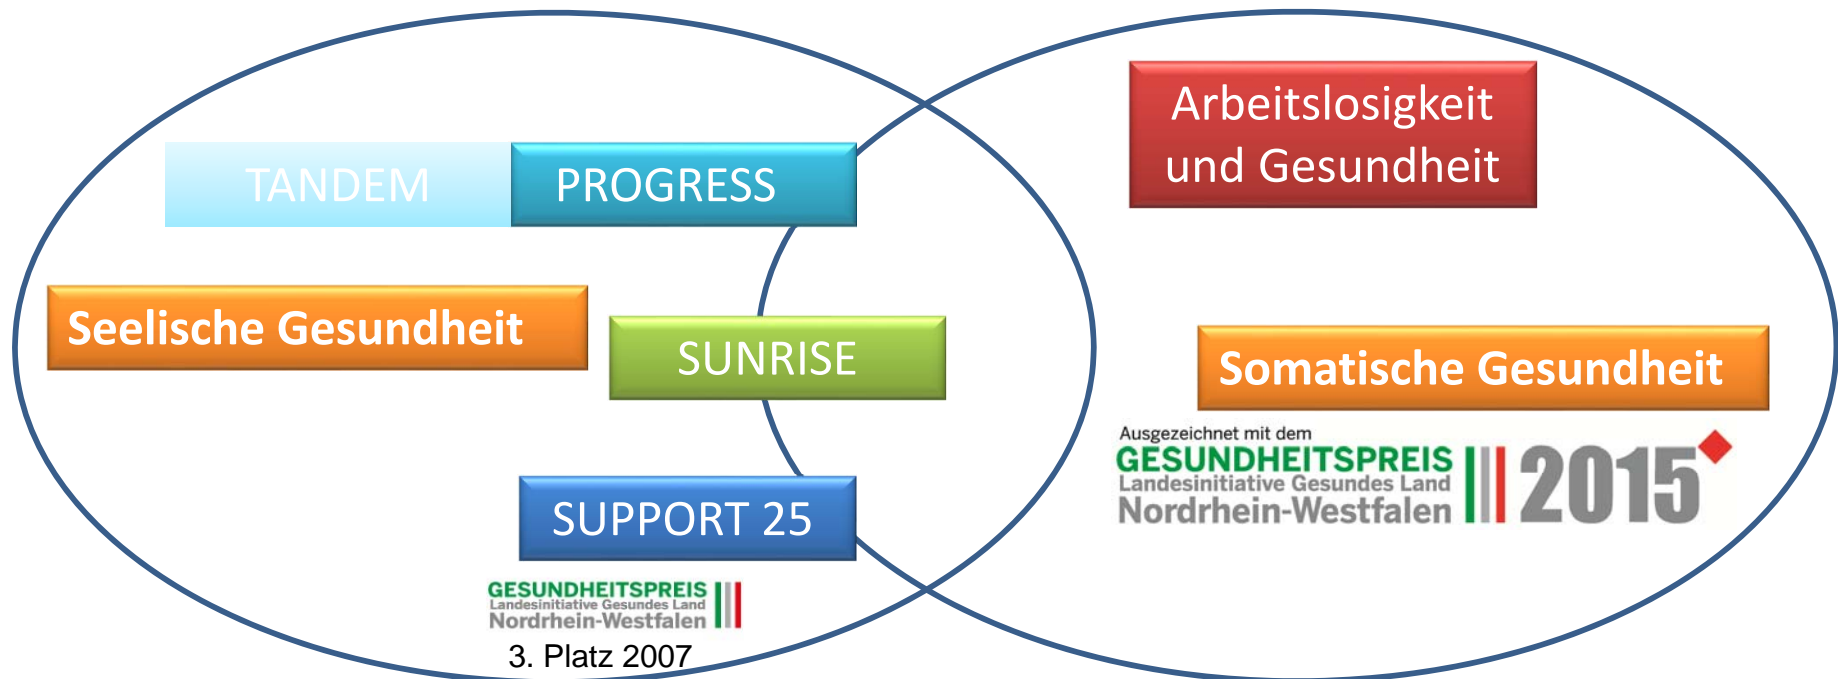 TANDEM
PROGRESS
Seelische Gesundheit
SUNRISE
SUPPORT 25
GESUNDHEITSPREIS
Landesinitiative Gesundes Land
Nordrhein-Westfalen
3. Platz 2007
Arbeitslosigkeit
und Gesundheit
Somatische Gesundheit
Ausgezeichnet mit dem
GESUNDHEITSPREIS
Landesinitiative Gesundes Land
Nordrhein-Westfalen
2015